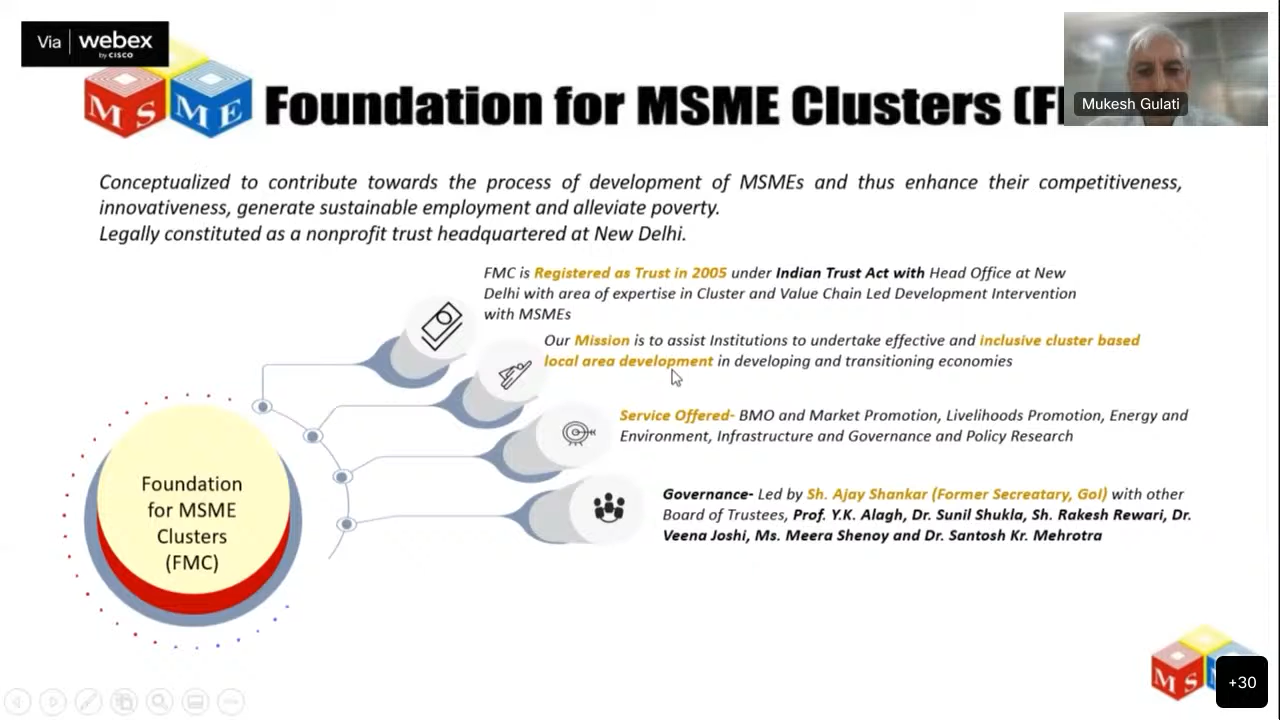 Via webex
by CISCO
MSME
Foundation for MSME Clusters (F
Mukesh Gulati
Conceptualized to contribute towards the process of development of MSMEs and thus enhance their competitiveness,
innovativeness, generate sustainable employment and alleviate poverty.
Legally constituted as a nonprofit trust headquartered at New Delhi.
FMC is Registered as Trust in 2005 under Indian Trust Act with Head Office at New
Delhi with area of expertise in Cluster and Value Chain Led Development Intervention
with MSMEs
Our Mission is to assist Institutions to undertake effective and inclusive cluster based
local area development in developing and transitioning economies
Service Offered- BMO and Market Promotion, Livelihoods Promotion, Energy and
Environment, Infrastructure and Governance and Policy Research
Governance- Led by Sh. Ajay Shankar (Former Secreatary, GoI) with other
Board of Trustees, Prof. Y.K. Alagh, Dr. Sunil Shukla, Sh. Rakesh Rewari, Dr.
Veena Joshi, Ms. Meera Shenoy and Dr. Santosh Kr. Mehrotra
Foundation
for MSME
Clusters
(FMC)
MS
+30